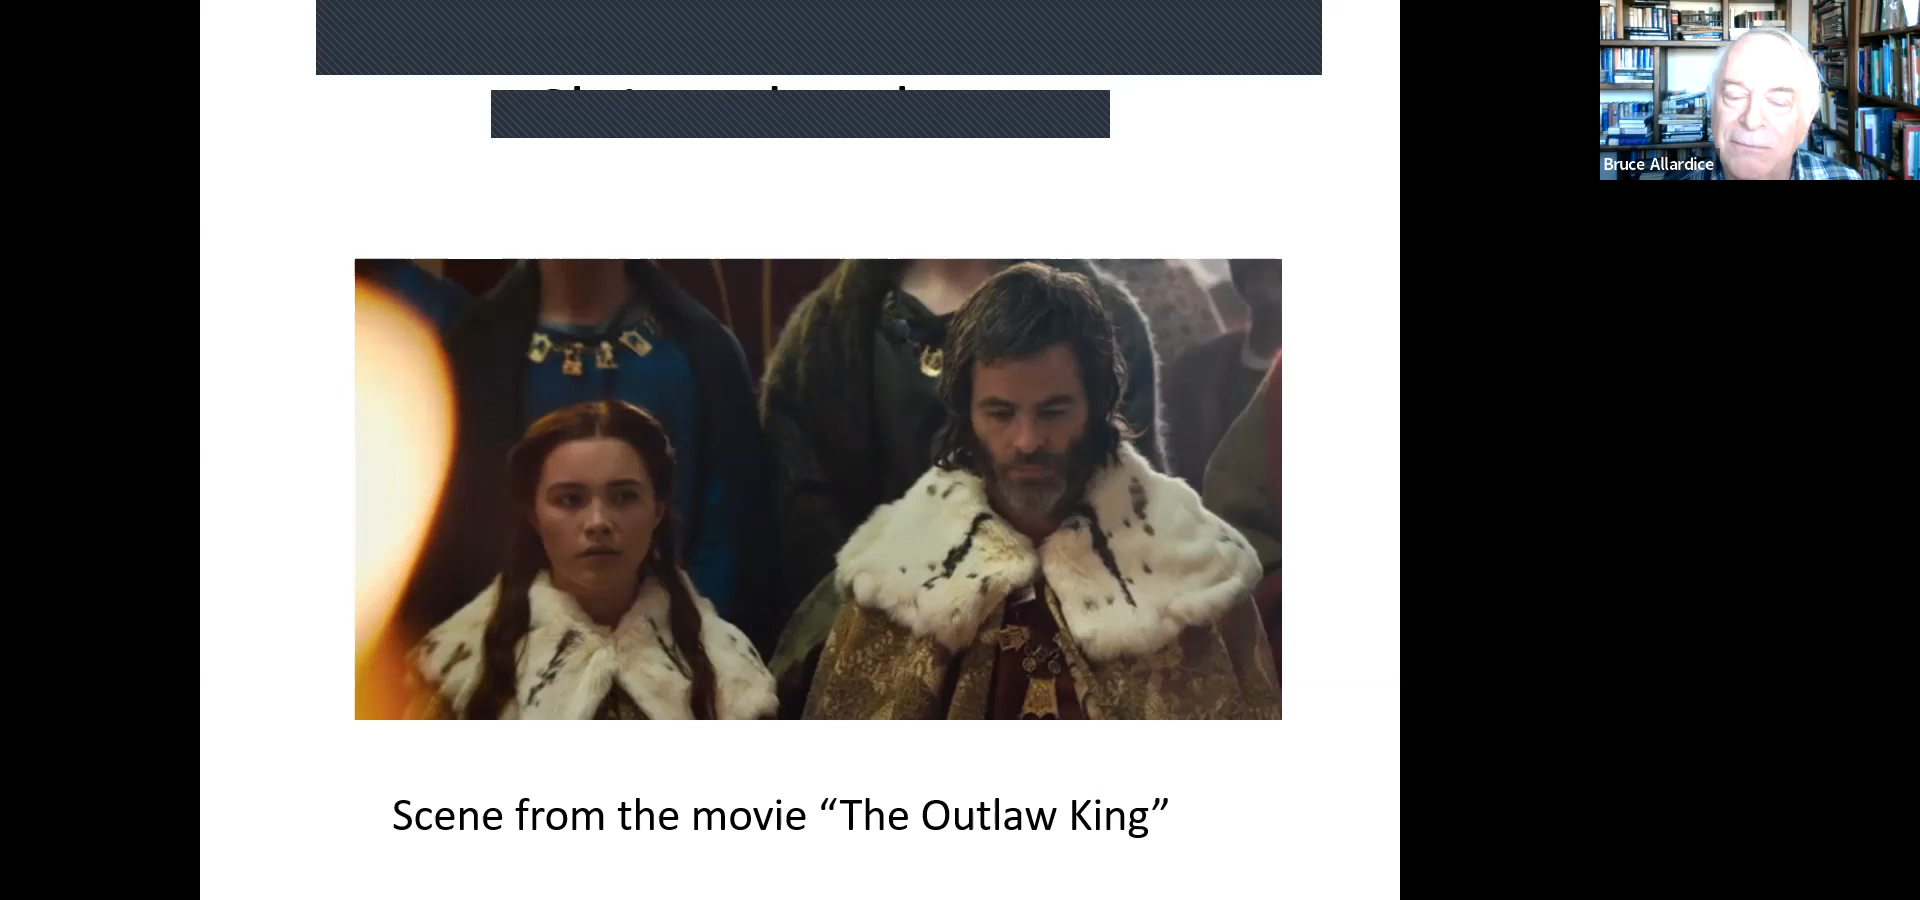 Bruce Allardice
Scene from the movie “The Outlaw King”